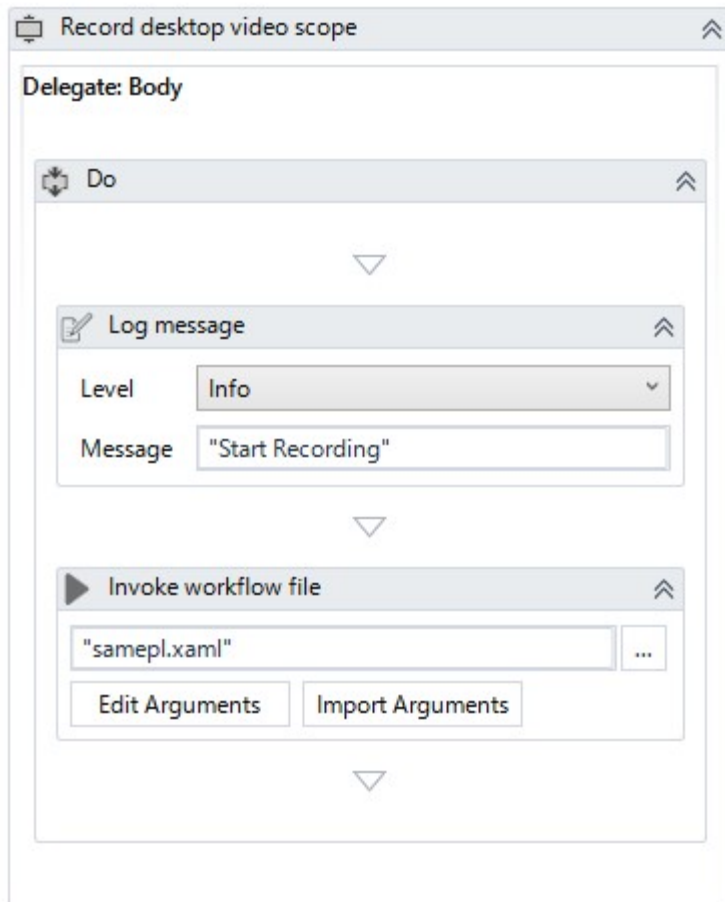 Record desktop video scope
Delegate: Body
Do
Log message
Level Info
Message "Start Recording"
Invoke workflow file
"samepl.xaml" ...
Edit Arguments Import Arguments